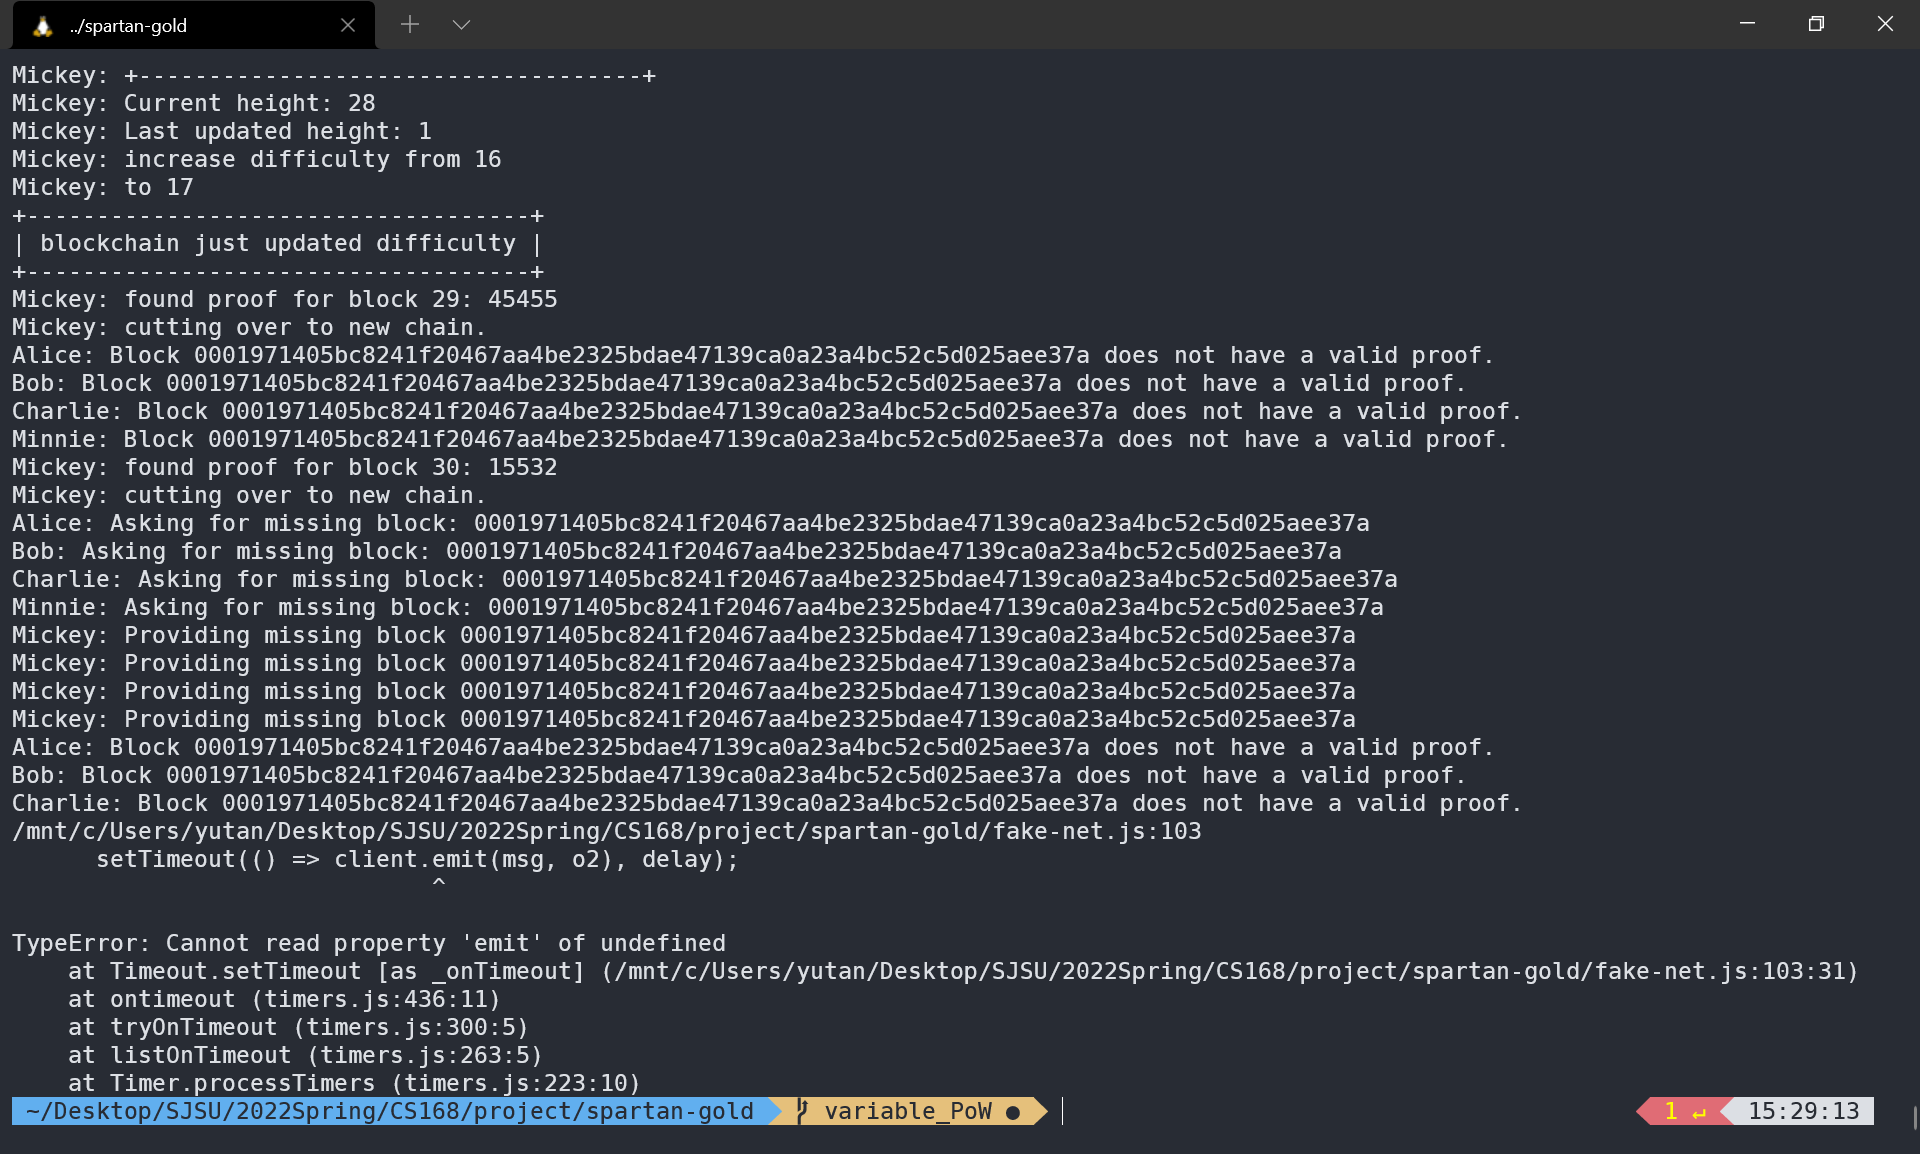 ../spartan-gold
Mickey: +------------------------------------+
Mickey: Current height: 28
Mickey: Last updated height: 1
Mickey: increase difficulty from 16
Mickey: to 17
+------------------------------------+
| blockchain just updated difficulty |
+------------------------------------+
Mickey: found proof for block 29: 45455
Mickey: cutting over to new chain.
Alice: Block 0001971405bc8241f20467aa4be2325bdae47139ca0a23a4bc52c5d025aee37a does not have a valid proof.
Bob: Block 0001971405bc8241f20467aa4be2325bdae47139ca0a23a4bc52c5d025aee37a does not have a valid proof.
Charlie: Block 0001971405bc8241f20467aa4be2325bdae47139ca0a23a4bc52c5d025aee37a does not have a valid proof.
Minnie: Block 0001971405bc8241f20467aa4be2325bdae47139ca0a23a4bc52c5d025aee37a does not have a valid proof.
Mickey: found proof for block 30: 15532
Mickey: cutting over to new chain.
Alice: Asking for missing block: 0001971405bc8241f20467aa4be2325bdae47139ca0a23a4bc52c5d025aee37a
Bob: Asking for missing block: 0001971405bc8241f20467aa4be2325bdae47139ca0a23a4bc52c5d025aee37a
Charlie: Asking for missing block: 0001971405bc8241f20467aa4be2325bdae47139ca0a23a4bc52c5d025aee37a
Minnie: Asking for missing block: 0001971405bc8241f20467aa4be2325bdae47139ca0a23a4bc52c5d025aee37a
Mickey: Providing missing block 0001971405bc8241f20467aa4be2325bdae47139ca0a23a4bc52c5d025aee37a
Mickey: Providing missing block 0001971405bc8241f20467aa4be2325bdae47139ca0a23a4bc52c5d025aee37a
Mickey: Providing missing block 0001971405bc8241f20467aa4be2325bdae47139ca0a23a4bc52c5d025aee37a
Mickey: Providing missing block 0001971405bc8241f20467aa4be2325bdae47139ca0a23a4bc52c5d025aee37a
Alice: Block 0001971405bc8241f20467aa4be2325bdae47139ca0a23a4bc52c5d025aee37a does not have a valid proof.
Bob: Block 0001971405bc8241f20467aa4be2325bdae47139ca0a23a4bc52c5d025aee37a does not have a valid proof.
Charlie: Block 0001971405bc8241f20467aa4be2325bdae47139ca0a23a4bc52c5d025aee37a does not have a valid proof.
/mnt/c/Users/yutan/Desktop/SJSU/2022Spring/CS168/project/spartan-gold/fake-net.js:103
      setTimeout(() => client.emit(msg, o2), delay);
                              ^
TypeError: Cannot read property 'emit' of undefined
    at Timeout.setTimeout [as _onTimeout] (/mnt/c/Users/yutan/Desktop/SJSU/2022Spring/CS168/project/spartan-gold/fake-net.js:103:31)
    at ontimeout (timers.js:436:11)
    at tryOnTimeout (timers.js:300:5)
    at listOnTimeout (timers.js:263:5)
    at Timer.processTimers (timers.js:223:10)
~/Desktop/SJSU/2022Spring/CS168/project/spartan-gold variable_PoW ● 1 ↵ 15:29:13